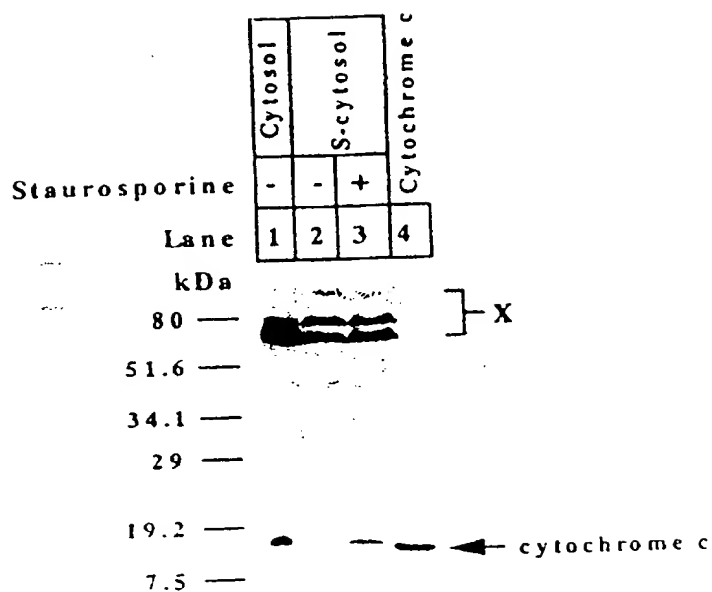 Cytosol
S-cytosol
Cytochrome c
Staurosporine - - +
Lane 1 2 3 4
kDa
X
80
51.6
34.1
29
19.2
cytochrome c
7.5